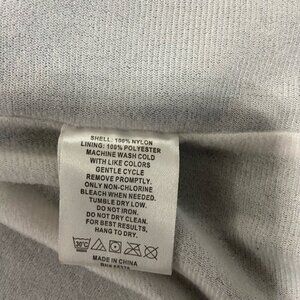 SHELL: 100% NYLON
LINING: 100% POLYESTER
MACHINE WASH COLD
WITH LIKE COLORS
GENTLE CYCLE
REMOVE PROMPTLY.
ONLY NON-CHLORINE
BLEACH WHEN NEEDED.
TUMBLE DRY LOW.
DO NOT IRON.
DO NOT DRY CLEAN.
FOR BEST RESULTS,
HANG TO DRY.
30°C
MADE IN CHINA